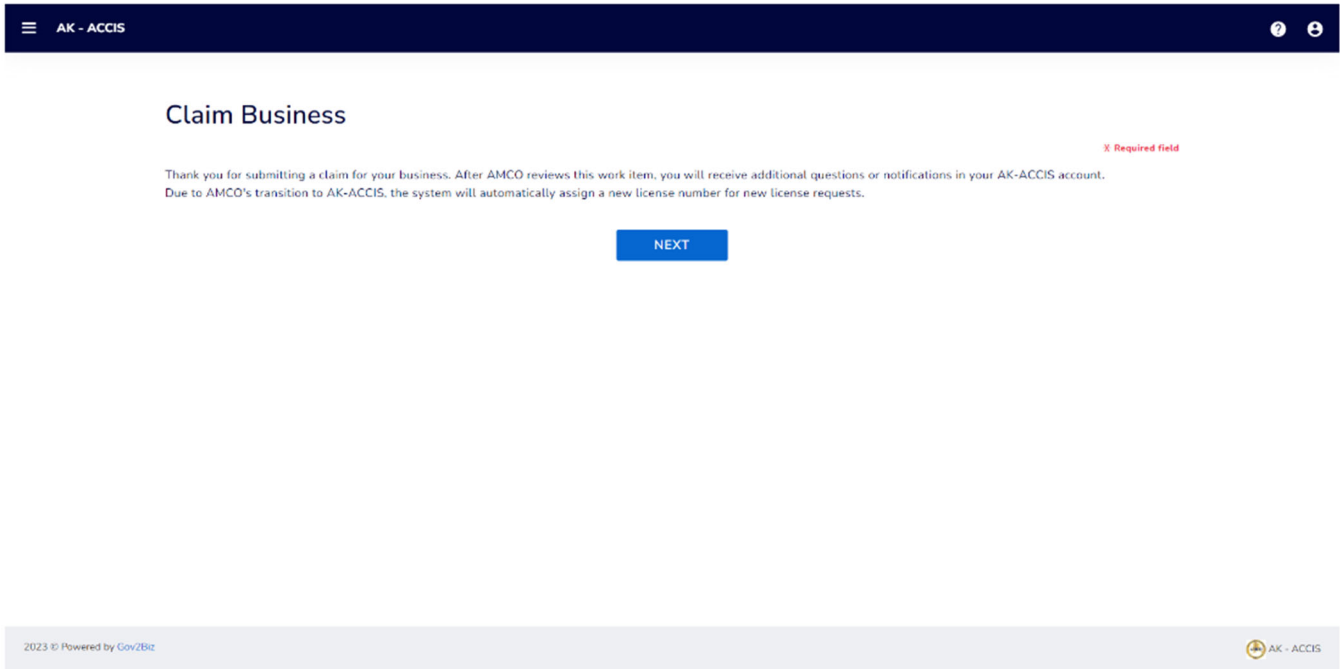 AK - ACCIS
Claim Business
* Required field
Thank you for submitting a claim for your business. After AMCO reviews this work item, you will receive additional questions or notifications in your AK-ACCIS account.
Due to AMCO's transition to AK-ACCIS, the system will automatically assign a new license number for new license requests.
NEXT
2023 © Powered by Gov2Biz
AK - ACCIS